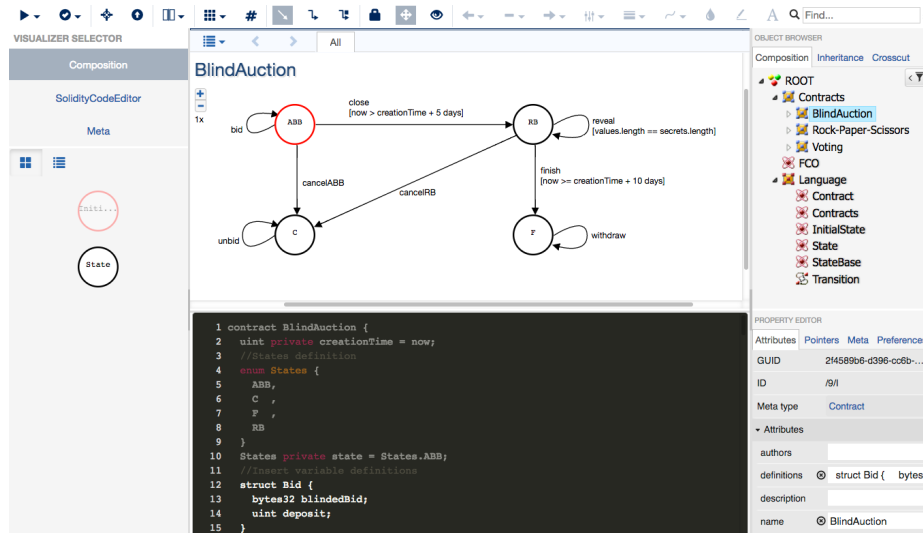 Find...
VISUALIZER SELECTOR
Composition
SolidityCodeEditor
Meta
Initi...
State
All
BlindAuction
1x
ABB
bid
close
[now > creationTime + 5 days]
RB
reveal
[values.length == secrets.length]
cancelABB
cancelRB
finish
[now >= creationTime + 10 days]
unbid
C
F
withdraw
1 contract BlindAuction {
2 uint private creationTime = now;
3 //States definition
4 enum States {
5 ABB,
6 C ,
7 F ,
8 RB
9 }
10 States private state = States.ABB;
11 //Insert variable definitions
12 struct Bid {
13 bytes32 blindedBid;
14 uint deposit;
15 }
OBJECT BROWSER
Composition Inheritance Crosscut
ROOT
Contracts
BlindAuction
Rock-Paper-Scissors
Voting
FCO
Language
Contract
Contracts
InitialState
State
StateBase
Transition
PROPERTY EDITOR
Attributes Pointers Meta Preferences
GUID 2f4589b6-d396-cc6b-...
ID /9/I
Meta type Contract
Attributes
authors
definitions struct Bid { bytes
description
name BlindAuction